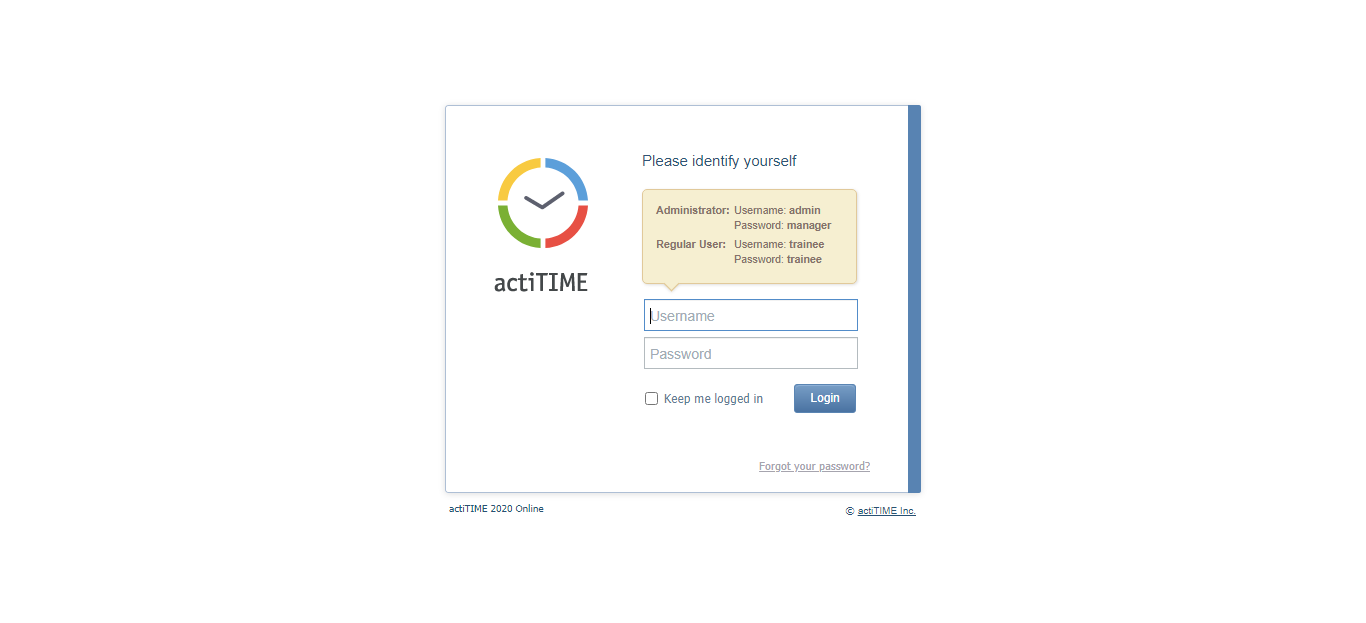 Please identify yourself
Administrator: Username: admin
Password: manager
Regular User: Username: trainee
Password: trainee
actiTIME
Username
Password
Keep me logged in
Login
Forgot your password?
actiTIME 2020 Online
© actiTIME Inc.